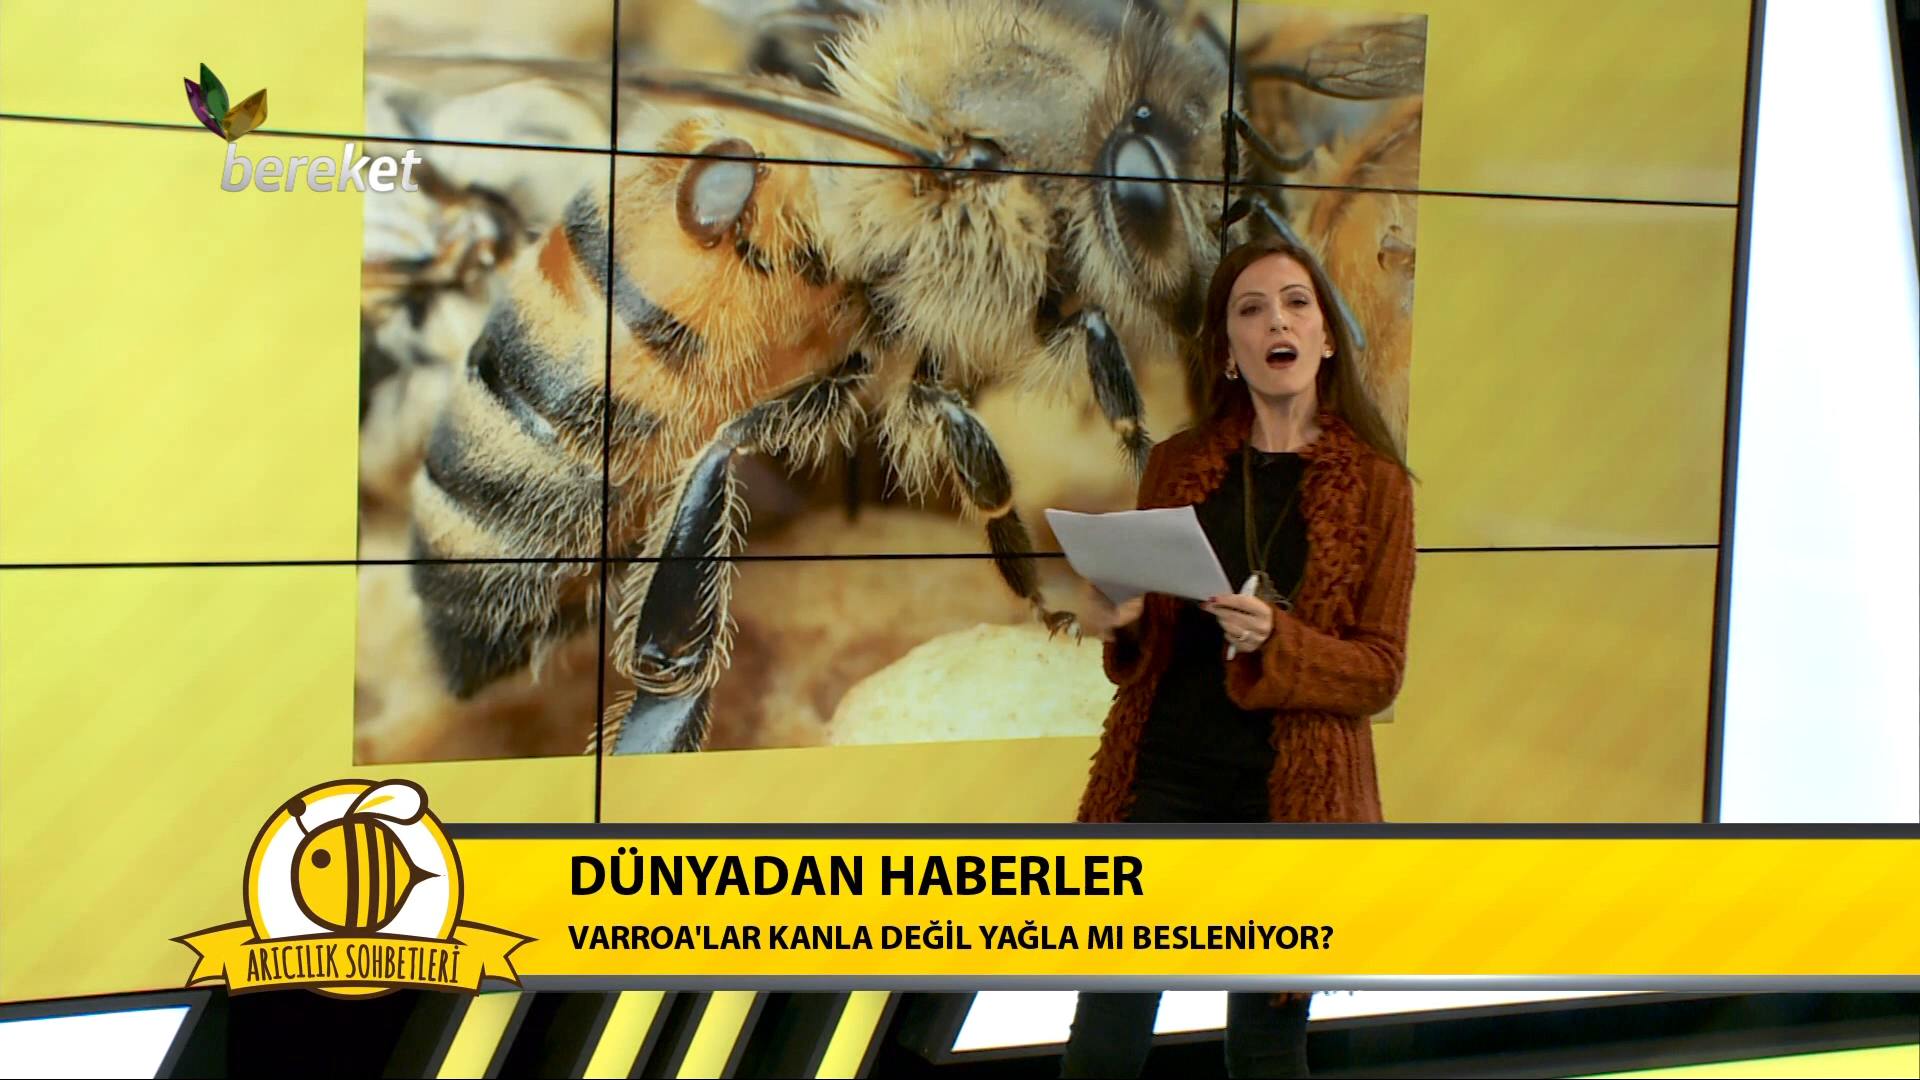 bereket
DÜNYADAN HABERLER
VARROA'LAR KANLA DEĞİL YAĞLA MI BESLENİYOR?
ARICILIK SOHBETLERİ